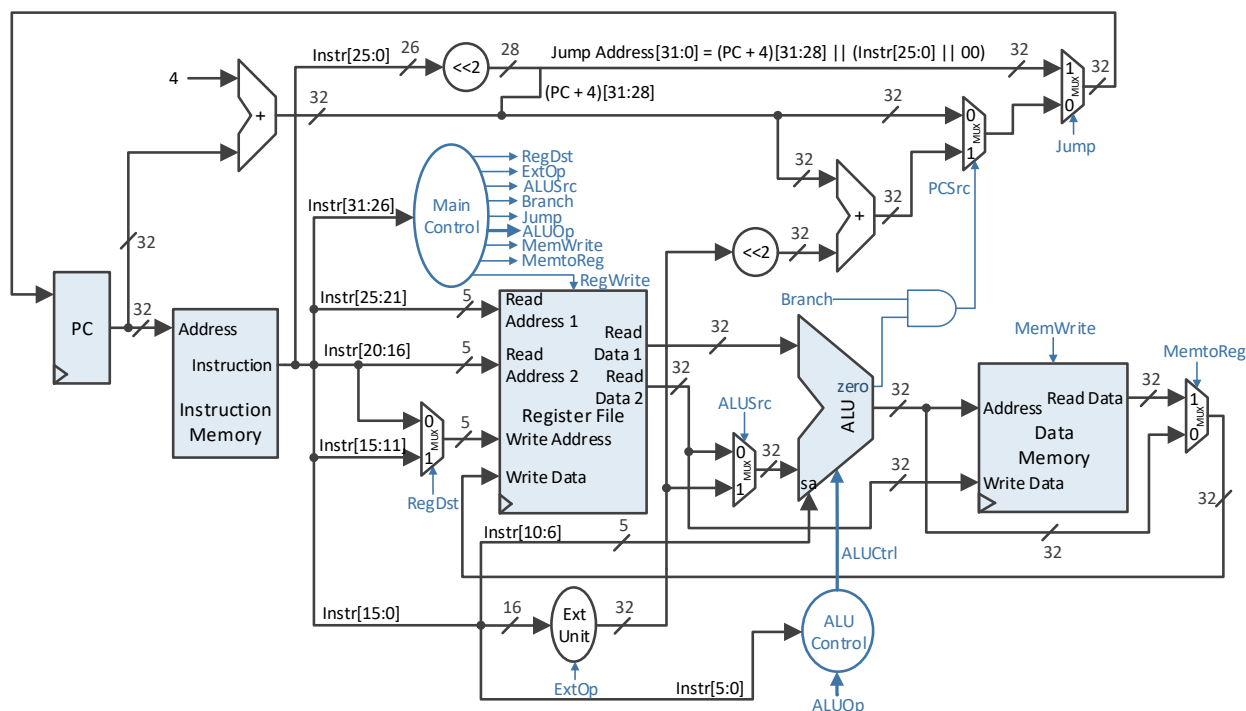 Instr[25:0]
26
<<2
28
Jump Address[31:0] = (PC + 4)[31:28] || (Instr[25:0] || 00)
32
1
MUX
0
32
Jump
4
+
32
(PC + 4)[31:28]
32
0
MUX
1
PCSrc
32
32
+
<<2
32
RegDst
ExtOp
ALUSrc
Branch
Jump
ALUOp
MemWrite
MemtoReg
RegWrite
Main
Control
Instr[31:26]
32
PC
32
Address
Instruction
Instruction
Memory
Instr[25:21]
5
Instr[20:16]
5
Instr[15:11]
0
MUX
1
5
RegDst
Read
Address 1
Read
Data 1
Read
Address 2
Read
Data 2
Register File
Write Address
Write Data
32
32
ALUSrc
0
MUX
1
32
Branch
zero
ALU
sa
32
MemWrite
Address
Read Data
Data
Memory
Write Data
32
32
MemtoReg
1
MUX
0
32
32
Instr[10:6]
5
ALUCtrl
Instr[15:0]
16
Ext
Unit
32
ExtOp
Instr[5:0]
ALU
Control
ALUOp